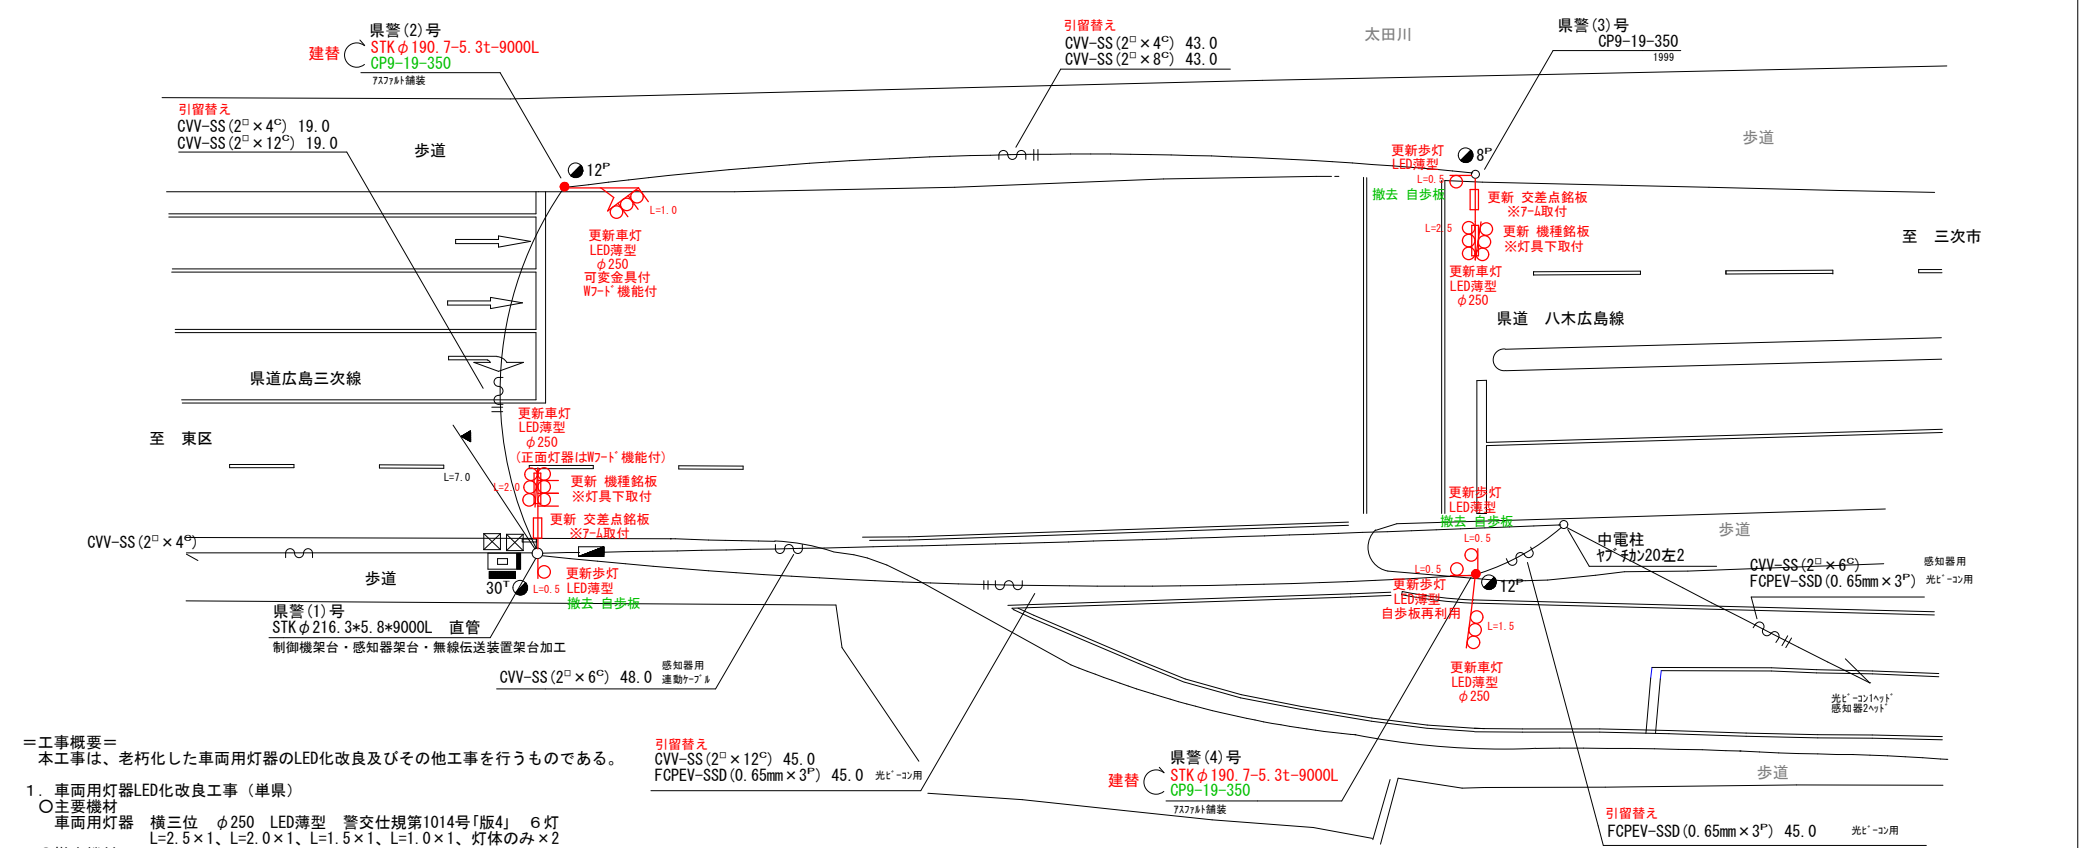 県警(2)号
建替
STKφ190.7-5.3t-9000L
CP9-19-350
アスファルト舗装
引留替え
CVV-SS(2□×4C) 19.0
CVV-SS(2□×12C) 19.0
歩道
12P
L=1.0
更新車灯
LED薄型
φ250
可変金具付
Wフード機能付
引留替え
CVV-SS(2□×4C) 43.0
CVV-SS(2□×8C) 43.0
太田川
県警(3)号
CP9-19-350
1999
歩道
更新歩灯
LED薄型
8P
L=0.5
撤去 自歩板
更新 交差点銘板
※アーム取付
L=2.5
更新 機種銘板
※灯具下取付
更新車灯
LED薄型
φ250
至 三次市
県道 八木広島線
県道広島三次線
至 東区
L=7.0
更新車灯
LED薄型
φ250
(正面灯器はWフード機能付)
L=2.0
更新 機種銘板
※灯具下取付
更新 交差点銘板
※アーム取付
CVV-SS(2□×4C)
歩道
30T
L=0.5
更新歩灯
LED薄型
撤去 自歩板
県警(1)号
STKφ216.3*5.8*9000L 直管
制御機架台・感知器架台・無線伝送装置架台加工
CVV-SS(2□×6C) 48.0
感知器用
連動ケーブル
更新歩灯
LED薄型
撤去 自歩板
L=0.5
L=0.5
更新歩灯
LED薄型
自歩板再利用
12P
L=1.5
更新車灯
LED薄型
φ250
中電柱
ヤブチカン20左2
歩道
CVV-SS(2□×6C)
感知器用
FCPEV-SSD(0.65mm×3P) 光ビーコン用
光ビーコン1ヘッド
感知器2ヘッド
歩道
引留替え
CVV-SS(2□×12C) 45.0
FCPEV-SSD(0.65mm×3P) 45.0 光ビーコン用
県警(4)号
建替
STKφ190.7-5.3t-9000L
CP9-19-350
アスファルト舗装
引留替え
FCPEV-SSD(0.65mm×3P) 45.0 光ビーコン用
=工事概要=
本工事は、老朽化した車両用灯器のLED化改良及びその他工事を行うものである。
1. 車両用灯器LED化改良工事(単県)
○主要機材
車両用灯器 横三位 φ250 LED薄型 警交仕規第1014号「版4」 6灯
L=2.5×1、L=2.0×1、L=1.5×1、L=1.0×1、灯体のみ×2